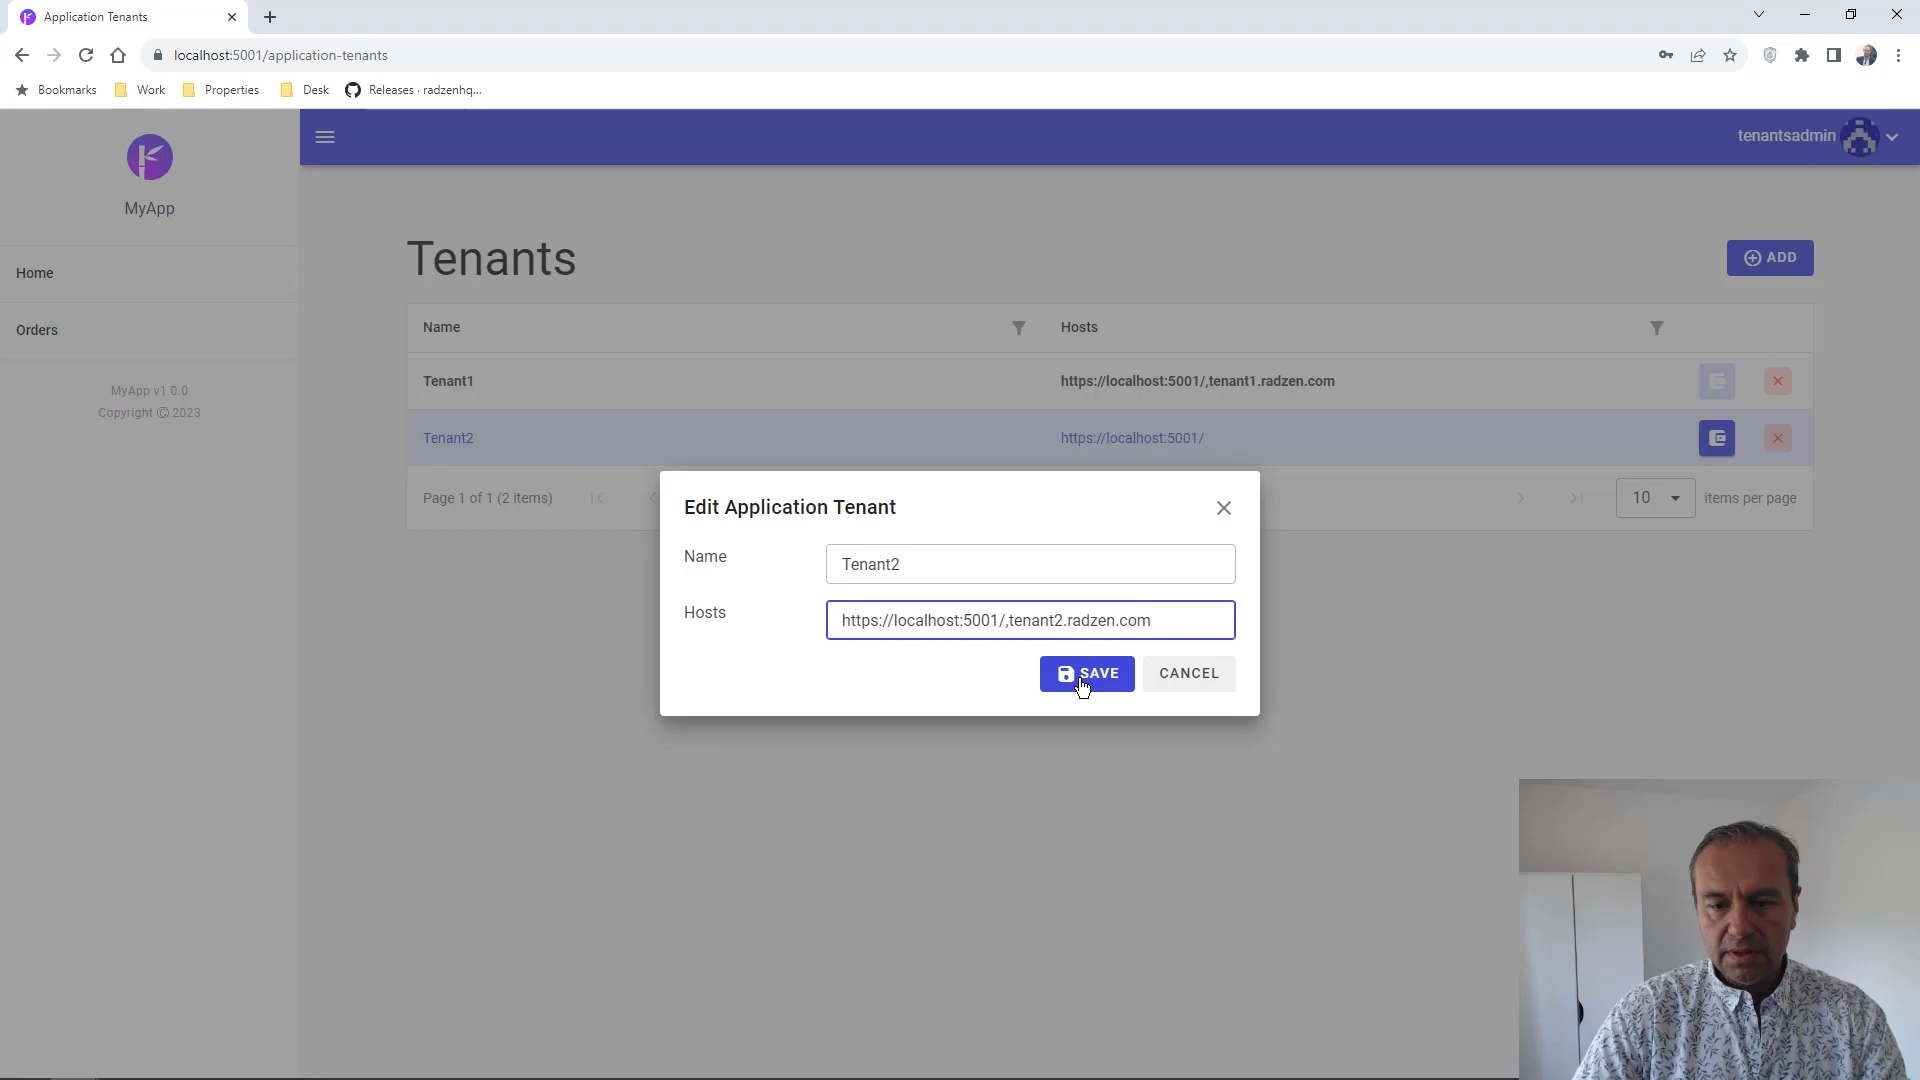 Application Tenants
localhost:5001/application-tenants
Bookmarks
Work
Properties
Desk
Releases · radzenhq...
MyApp
tenantsadmin
Home
Orders
MyApp v1.0.0
Copyright © 2023
Tenants
ADD
Name
Hosts
Tenant1
https://localhost:5001/,tenant1.radzen.com
Tenant2
https://localhost:5001/
Page 1 of 1 (2 items)
10
items per page
Edit Application Tenant
Name
Tenant2
Hosts
https://localhost:5001/,tenant2.radzen.com
SAVE
CANCEL